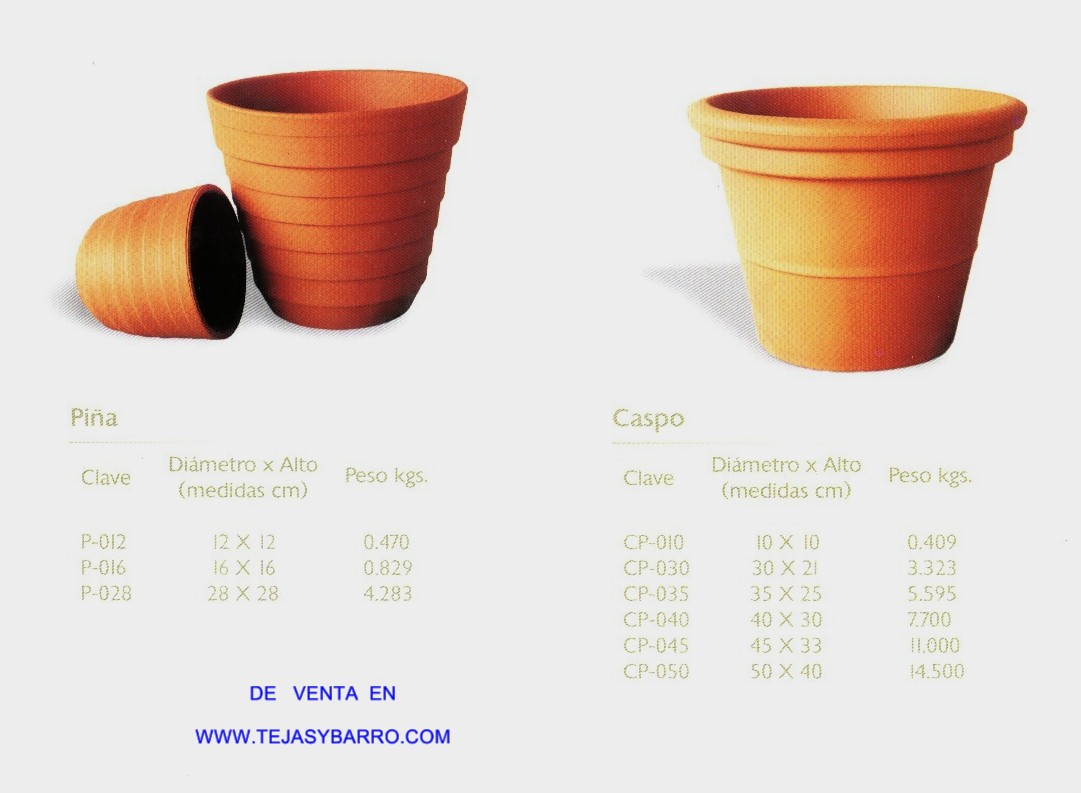 Piña
Clave Diámetro x Alto (medidas cm) Peso kgs.
P-012 12 X 12 0.470
P-016 16 X 16 0.829
P-028 28 X 28 4.283
Caspo
Clave Diámetro x Alto (medidas cm) Peso kgs.
CP-010 10 X 10 0.409
CP-030 30 X 21 3.323
CP-035 35 X 25 5.595
CP-040 40 X 30 7.700
CP-045 45 X 33 11.000
CP-050 50 X 40 14.500
DE VENTA EN
WWW.TEJASYBARRO.COM